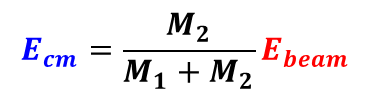 E_cm = M_2 / (M_1 + M_2) E_beam